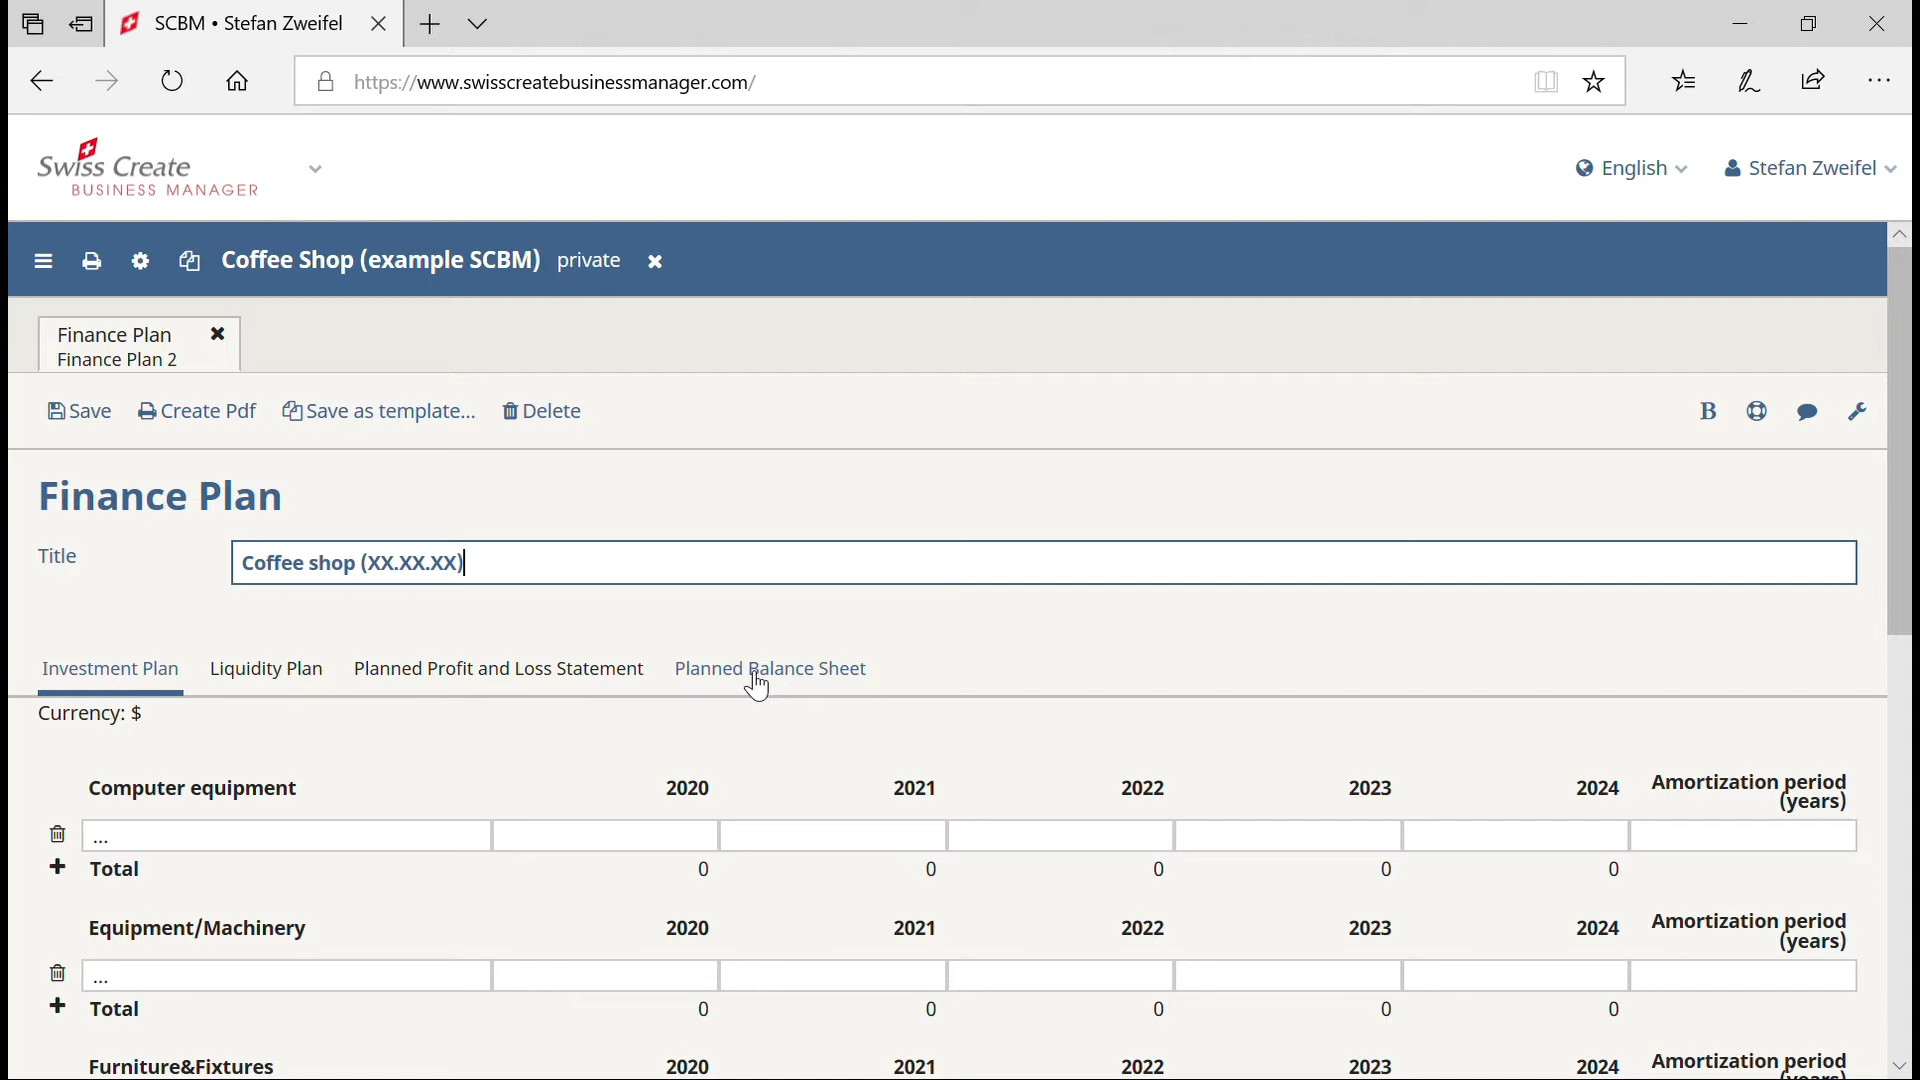 SCBM • Stefan Zweifel
https://www.swisscreatebusinessmanager.com/
Swiss Create
BUSINESS MANAGER
English
Stefan Zweifel
Coffee Shop (example SCBM) private
Finance Plan
Finance Plan 2
Save Create Pdf Save as template... Delete
B
Finance Plan
Title
Coffee shop (XX.XX.XX)
Investment Plan Liquidity Plan Planned Profit and Loss Statement Planned Balance Sheet
Currency: $
Computer equipment 2020 2021 2022 2023 2024 Amortization period
(years)
...
Total 0 0 0 0 0
Equipment/Machinery 2020 2021 2022 2023 2024 Amortization period
(years)
...
Total 0 0 0 0 0
Furniture&Fixtures 2020 2021 2022 2023 2024 Amortization period
(years)